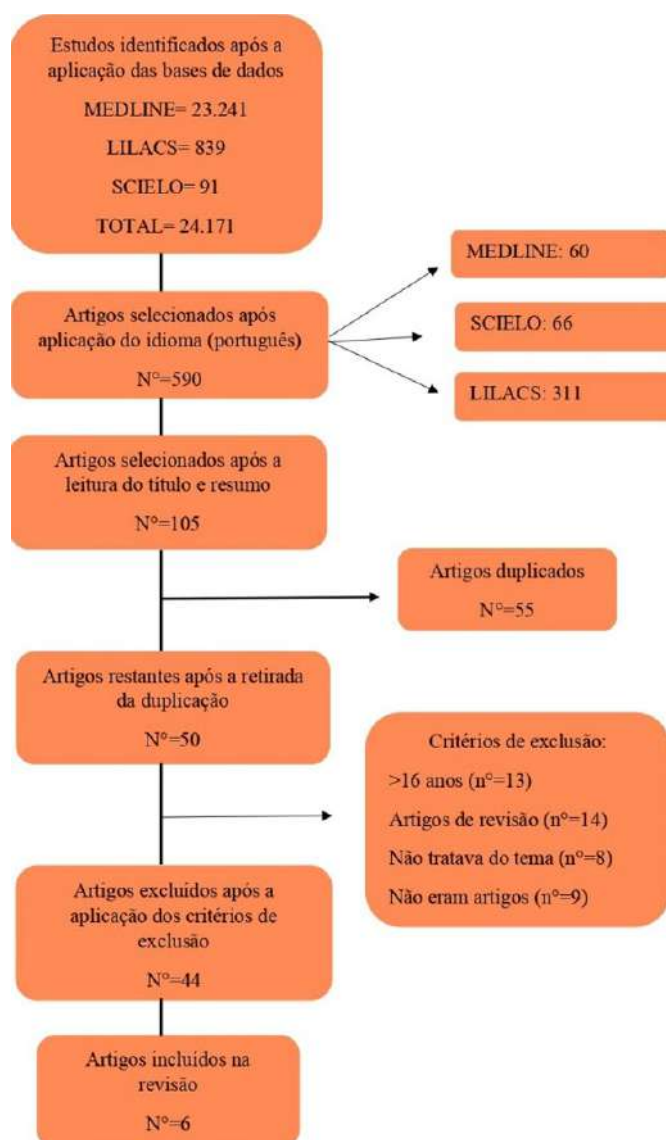 Estudos identificados após a
aplicação das bases de dados
MEDLINE= 23.241
LILACS= 839
SCIELO= 91
TOTAL= 24.171
Artigos selecionados após
aplicação do idioma (português)
N°=590
MEDLINE: 60
SCIELO: 66
LILACS: 311
Artigos selecionados após a
leitura do título e resumo
N°=105
Artigos duplicados
N°=55
Artigos restantes após a retirada
da duplicação
N°=50
Critérios de exclusão:
>16 anos (n°=13)
Artigos de revisão (n°=14)
Não tratava do tema (n°=8)
Não eram artigos (n°=9)
Artigos excluídos após a
aplicação dos critérios de
exclusão
N°=44
Artigos incluídos na
revisão
N°=6